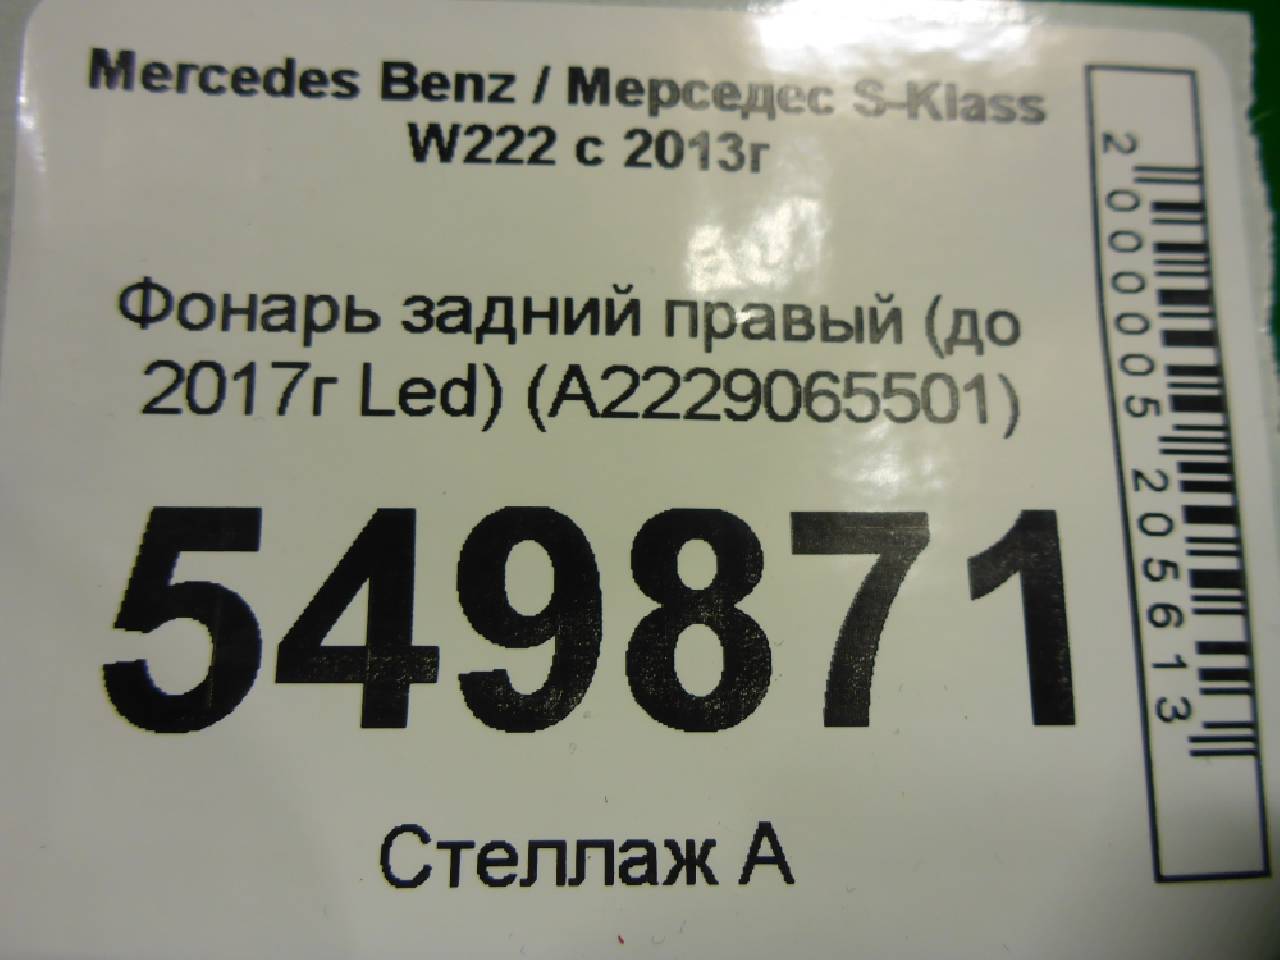 Mercedes Benz / Мерседес S-Klass
W222 с 2013г
Фонарь задний правый (до
2017г Led) (A2229065501)
549871
Стеллаж А
2000005205613